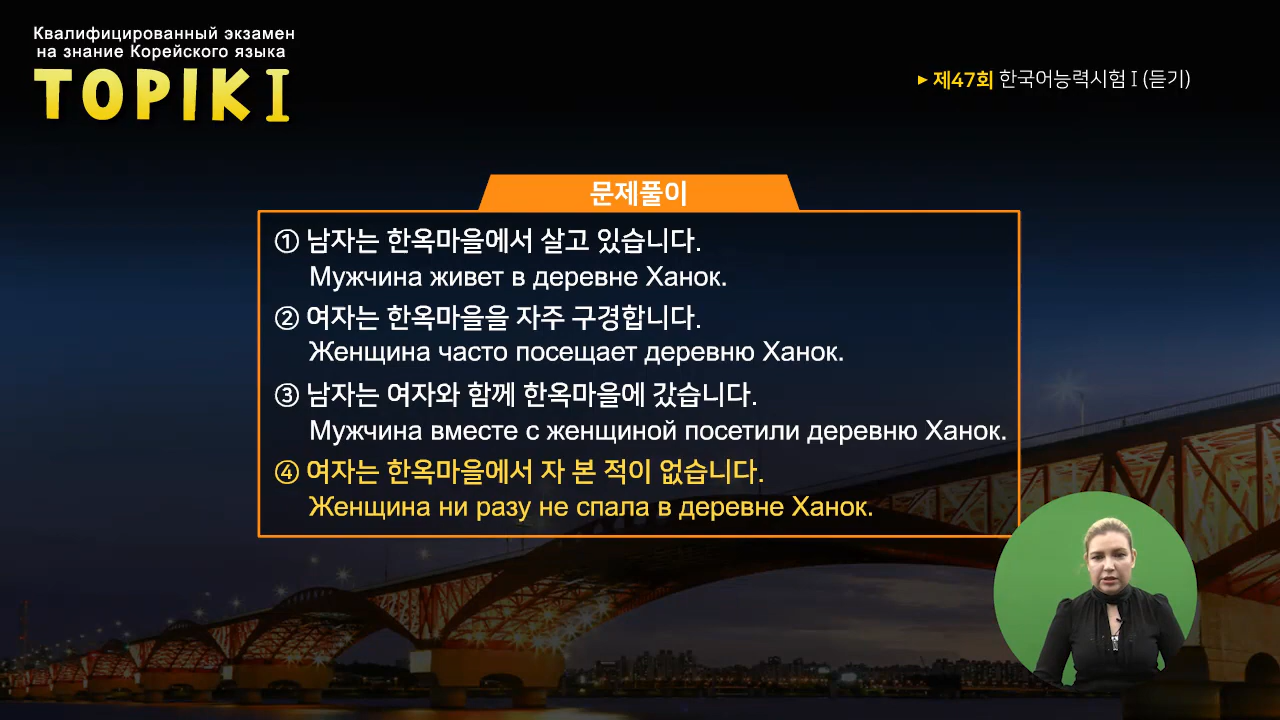 Квалифицированный экзамен
на знание Корейского языка
TOPIK I
▶ 제47회 한국어능력시험 I (듣기)
문제풀이
① 남자는 한옥마을에서 살고 있습니다.
Мужчина живет в деревне Ханок.
② 여자는 한옥마을을 자주 구경합니다.
Женщина часто посещает деревню Ханок.
③ 남자는 여자와 함께 한옥마을에 갔습니다.
Мужчина вместе с женщиной посетили деревню Ханок.
④ 여자는 한옥마을에서 자 본 적이 없습니다.
Женщина ни разу не спала в деревне Ханок.